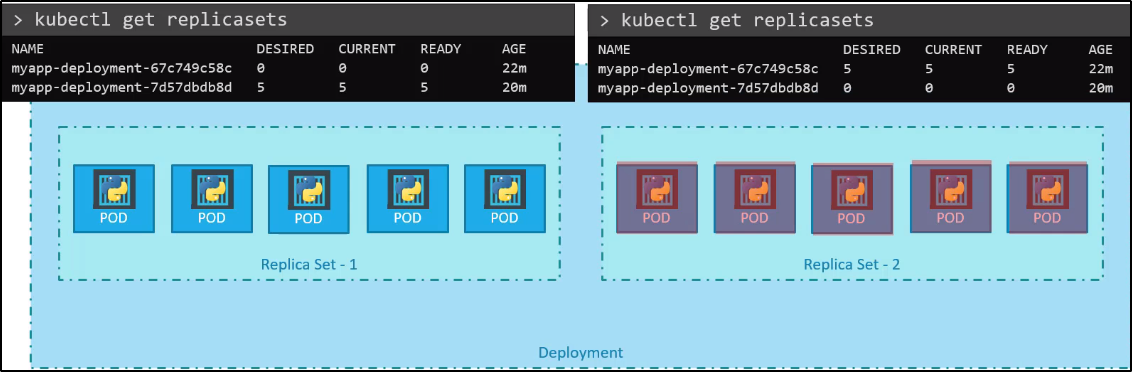 > kubectl get replicasets
NAME DESIRED CURRENT READY AGE
myapp-deployment-67c749c58c 0 0 0 22m
myapp-deployment-7d57dbdb8d 5 5 5 20m
> kubectl get replicasets
NAME DESIRED CURRENT READY AGE
myapp-deployment-67c749c58c 5 5 5 22m
myapp-deployment-7d57dbdb8d 0 0 0 20m
POD POD POD POD POD
Replica Set - 1
POD POD POD POD POD
Replica Set - 2
Deployment